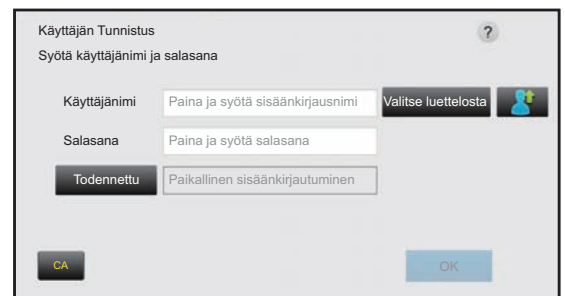 Käyttäjän Tunnistus
?
Syötä käyttäjänimi ja salasana
Käyttäjänimi Paina ja syötä sisäänkirjausnimi Valitse luettelosta
Salasana Paina ja syötä salasana
Todennettu Paikallinen sisäänkirjautuminen
CA OK